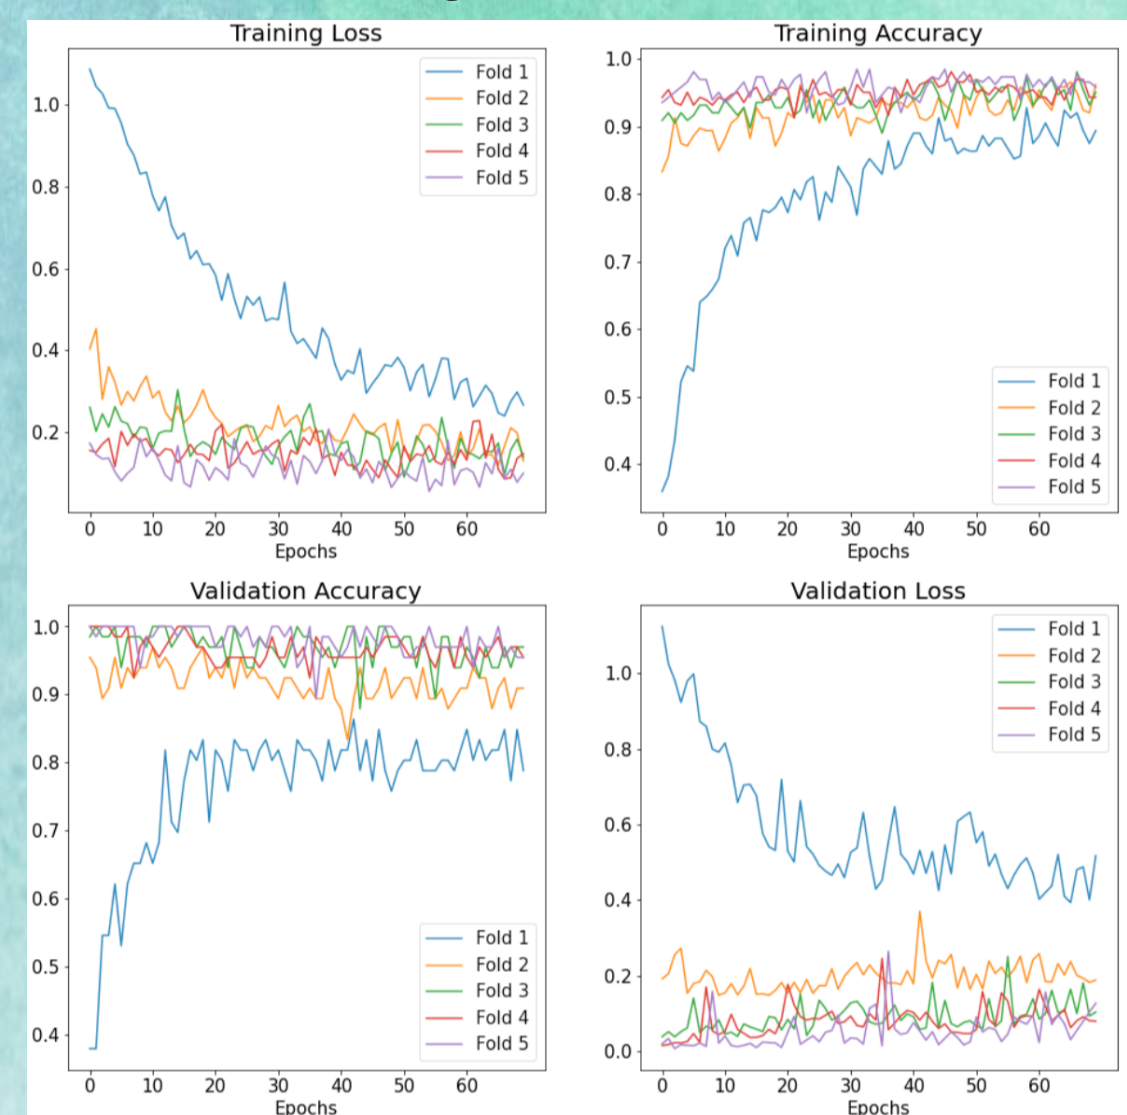 Training Loss
1.0
0.8
0.6
0.4
0.2
0 10 20 30 40 50 60
Epochs
Fold 1
Fold 2
Fold 3
Fold 4
Fold 5
Training Accuracy
1.0
0.9
0.8
0.7
0.6
0.5
0.4
0 10 20 30 40 50 60
Epochs
Fold 1
Fold 2
Fold 3
Fold 4
Fold 5
Validation Accuracy
1.0
0.9
0.8
0.7
0.6
0.5
0.4
0 10 20 30 40 50 60
Epochs
Fold 1
Fold 2
Fold 3
Fold 4
Fold 5
Validation Loss
1.0
0.8
0.6
0.4
0.2
0.0
0 10 20 30 40 50 60
Epochs
Fold 1
Fold 2
Fold 3
Fold 4
Fold 5